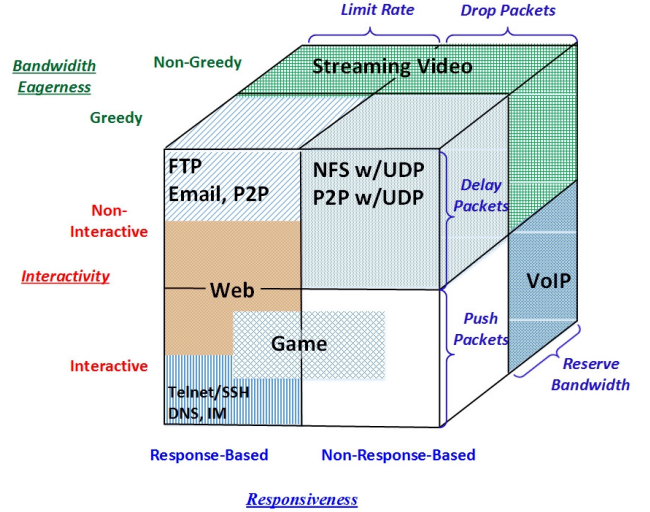 Limit Rate
Drop Packets
Bandwidith
Eagerness
Non-Greedy
Streaming Video
Greedy
FTP
Email, P2P
NFS w/UDP
P2P w/UDP
Delay
Packets
Non-
Interactive
Interactivity
Web
VoIP
Game
Push
Packets
Interactive
Reserve
Bandwidth
Telnet/SSH
DNS, IM
Response-Based
Non-Response-Based
Responsiveness